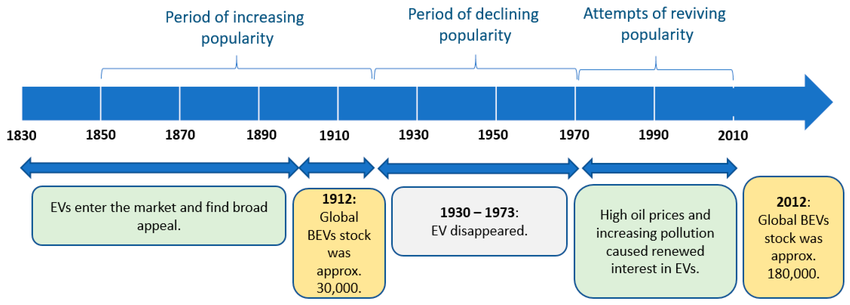 Period of increasing
popularity
Period of declining
popularity
Attempts of reviving
popularity
1830
1850
1870
1890
1910
1930
1950
1970
1990
2010
EVs enter the market and find broad
appeal.
1912:
Global
BEVs stock
was
approx.
30,000.
1930 – 1973:
EV disappeared.
High oil prices and
increasing pollution
caused renewed
interest in EVs.
2012:
Global BEVs
stock was
approx.
180,000.